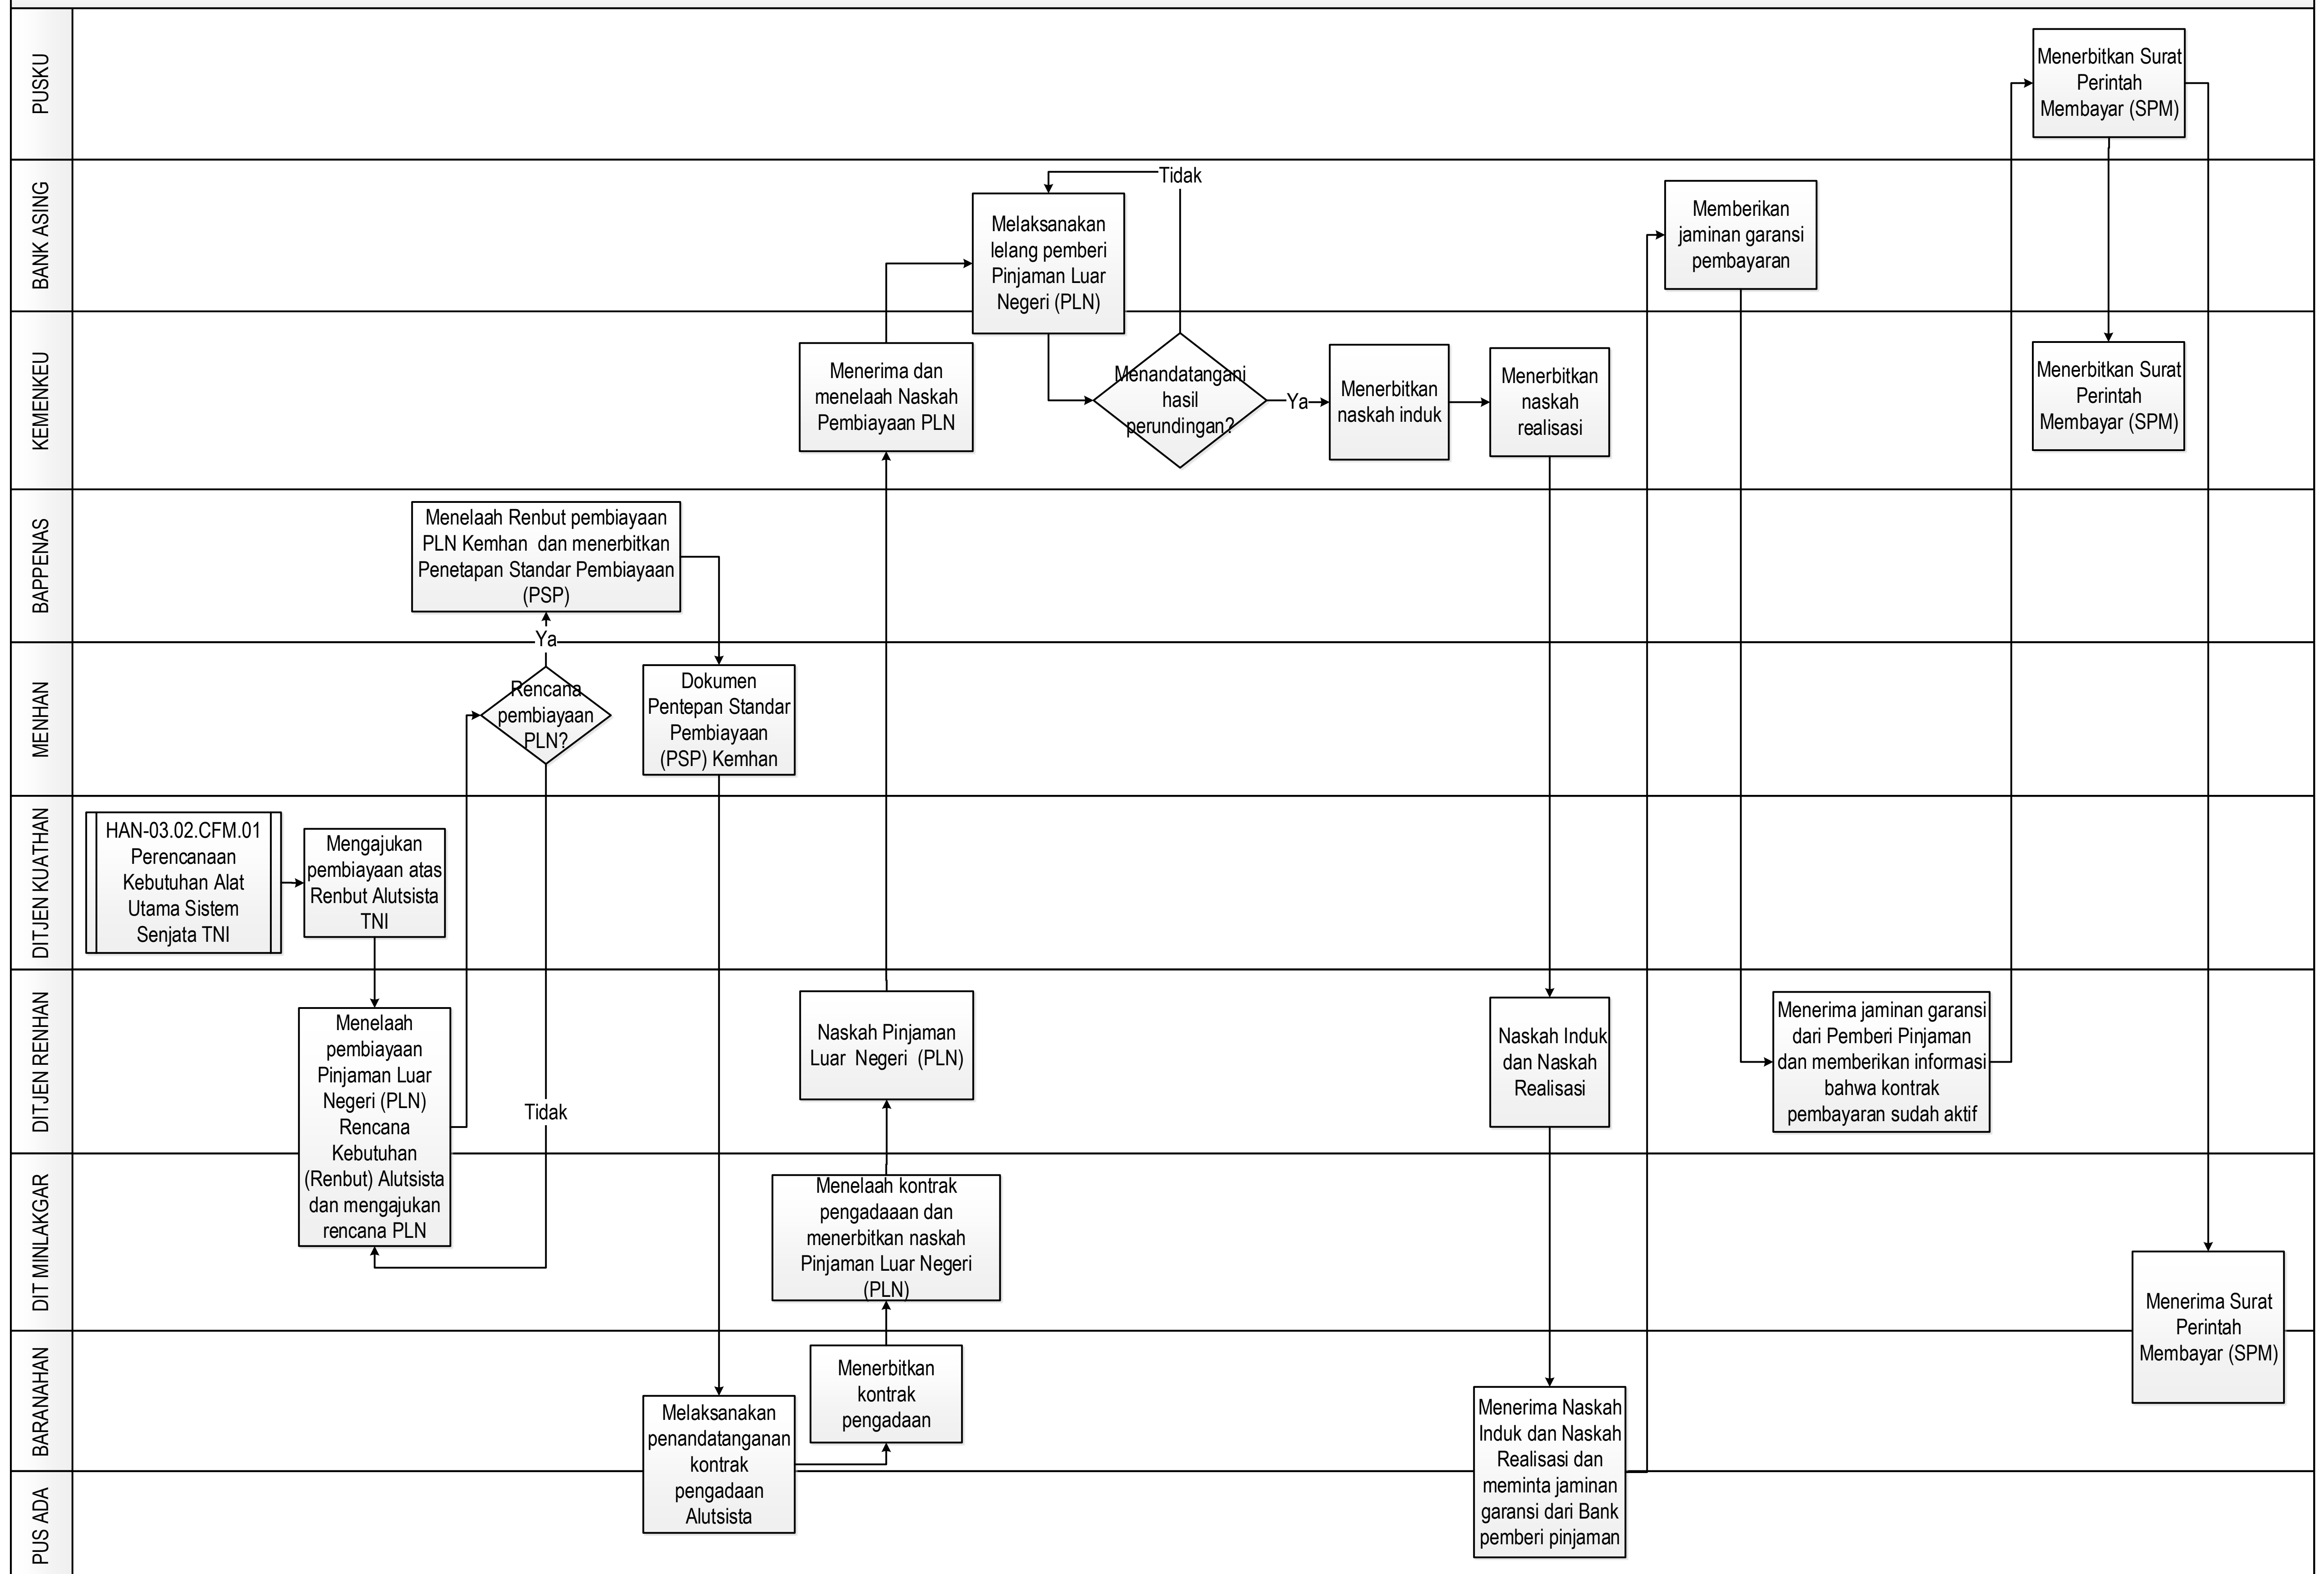 PUSKU
Menerbitkan Surat
Perintah
Membayar (SPM)
BANK ASING
Tidak
Melaksanakan
lelang pemberi
Pinjaman Luar
Negeri (PLN)
Memberikan
jaminan garansi
pembayaran
KEMENKEU
Menerima dan
menelaah Naskah
Pembiayaan PLN
Menandatangani
hasil
perundingan?
Ya
Menerbitkan
naskah induk
Menerbitkan
naskah
realisasi
Menerbitkan Surat
Perintah
Membayar (SPM)
BAPPENAS
Menelaah Renbut pembiayaan
PLN Kemhan dan menerbitkan
Penetapan Standar Pembiayaan
(PSP)
Ya
MENHAN
Rencana
pembiayaan
PLN?
Dokumen
Pentepan Standar
Pembiayaan
(PSP) Kemhan
DITJEN KUATHAN
HAN-03.02.CFM.01
Perencanaan
Kebutuhan Alat
Utama Sistem
Senjata TNI
Mengajukan
pembiayaan atas
Renbut Alutsista
TNI
DITJEN RENHAN
Menelaah
pembiayaan
Pinjaman Luar
Negeri (PLN)
Rencana
Kebutuhan
(Renbut) Alutsista
dan mengajukan
rencana PLN
Tidak
Naskah Pinjaman
Luar Negeri (PLN)
Naskah Induk
dan Naskah
Realisasi
Menerima jaminan garansi
dari Pemberi Pinjaman
dan memberikan informasi
bahwa kontrak
pembayaran sudah aktif
DIT MINLAKGAR
Menelaah kontrak
pengadaaan dan
menerbitkan naskah
Pinjaman Luar Negeri
(PLN)
Menerima Surat
Perintah
Membayar (SPM)
BARANAHAN
Menerbitkan
kontrak
pengadaan
Melaksanakan
penandatanganan
kontrak
pengadaan
Alutsista
Menerima Naskah
Induk dan Naskah
Realisasi dan
meminta jaminan
garansi dari Bank
pemberi pinjaman
PUS ADA